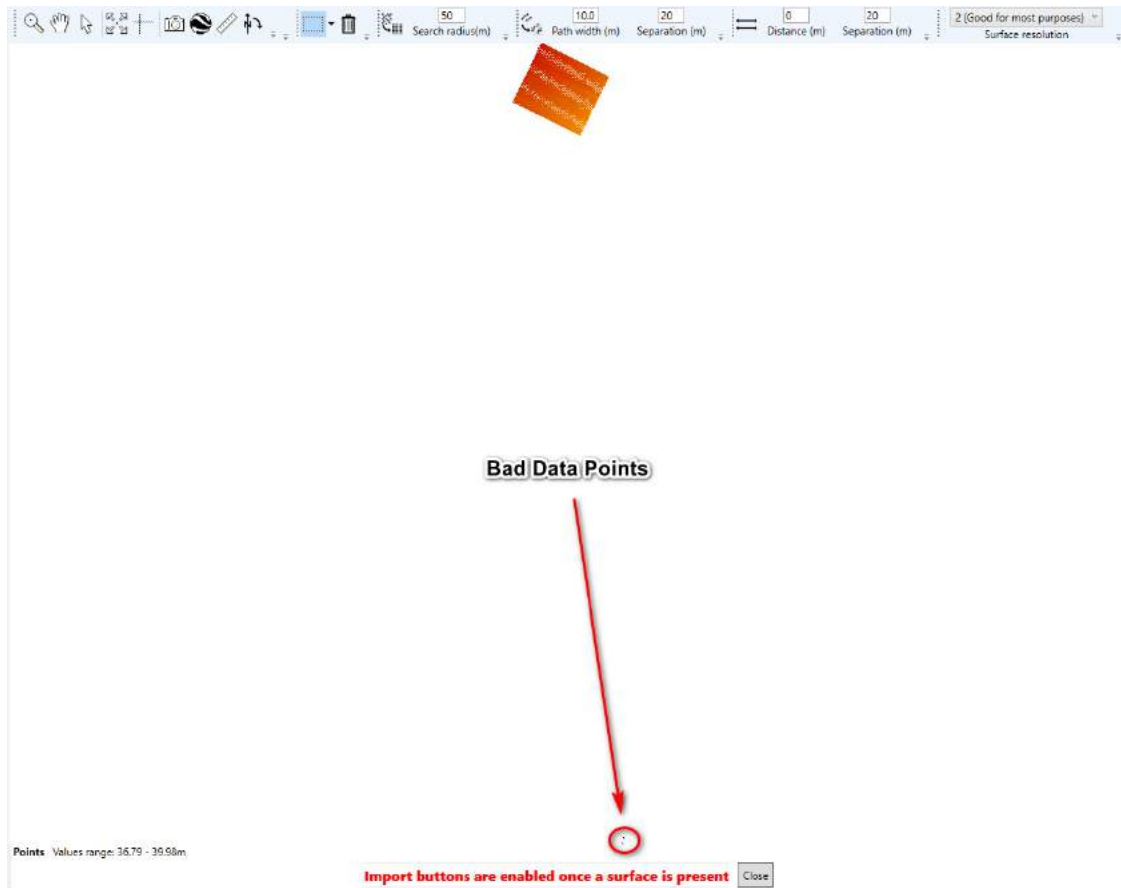 50
Search radius(m)
10.0
Path width (m)
20
Separation (m)
0
Distance (m)
20
Separation (m)
2 (Good for most purposes)
Surface resolution
Bad Data Points
Points Values range: 36.79 - 39.98m
Import buttons are enabled once a surface is present
Close